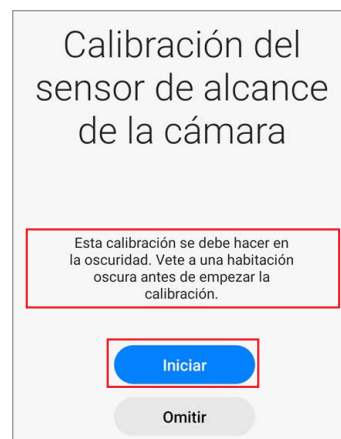 Calibración del
sensor de alcance
de la cámara
Esta calibración se debe hacer en
la oscuridad. Vete a una habitación
oscura antes de empezar la
calibración.
Iniciar
Omitir